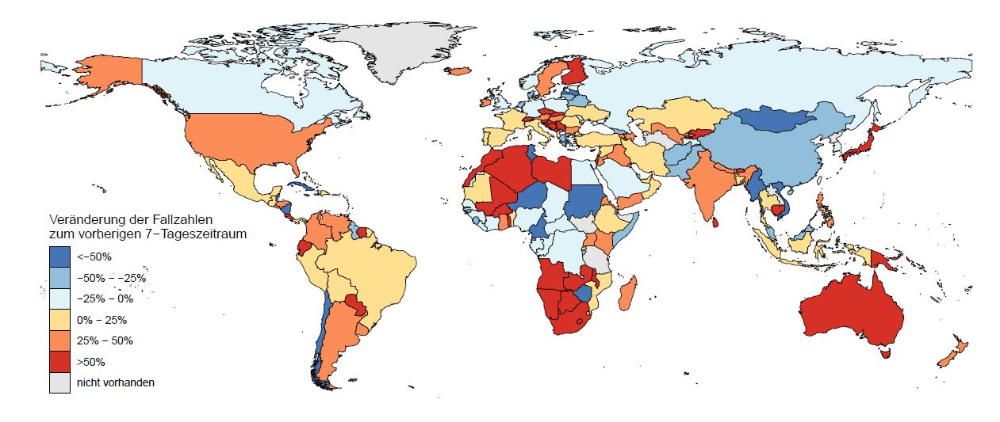 Veränderung der Fallzahlen
zum vorherigen 7−Tageszeitraum
<−50%
−50% − −25%
−25% − 0%
0% − 25%
25% − 50%
>50%
nicht vorhanden